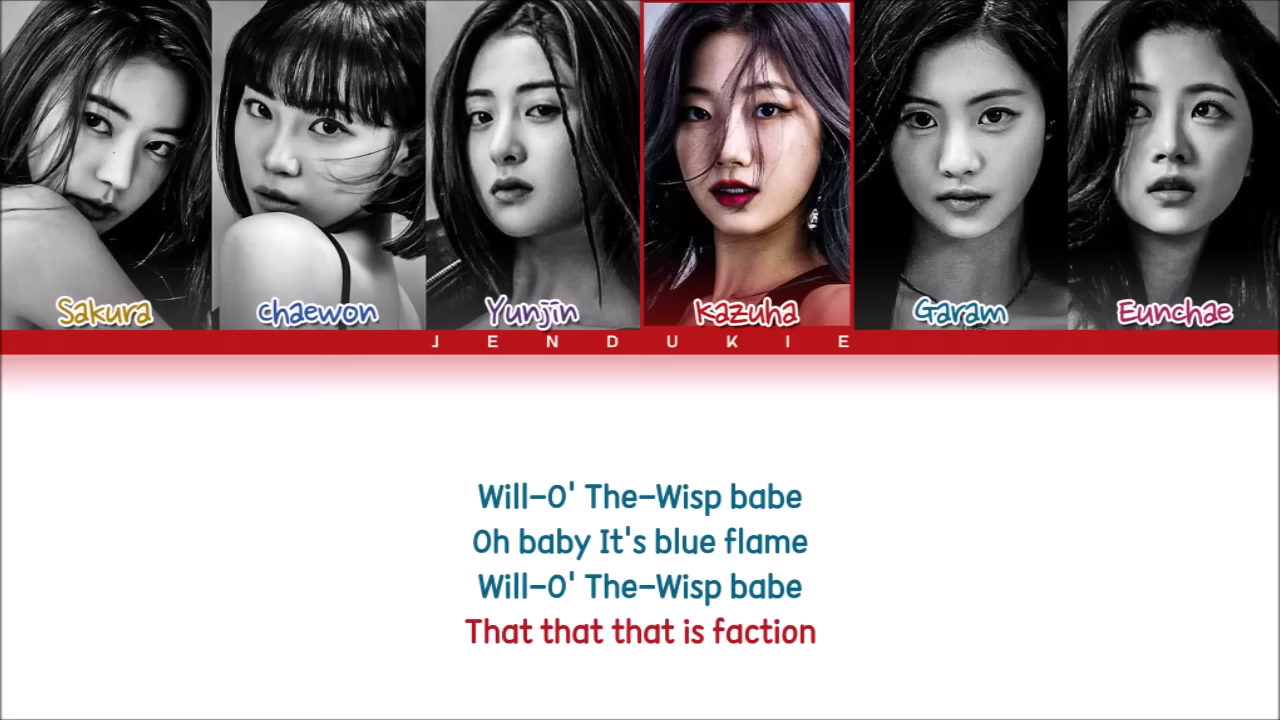 Sakura
chaewon
Yunjin
Kazuha
Garam
Eunchae
JENDUKIE
Will-O' The-Wisp babe
Oh baby It's blue flame
Will-O' The-Wisp babe
That that that is faction